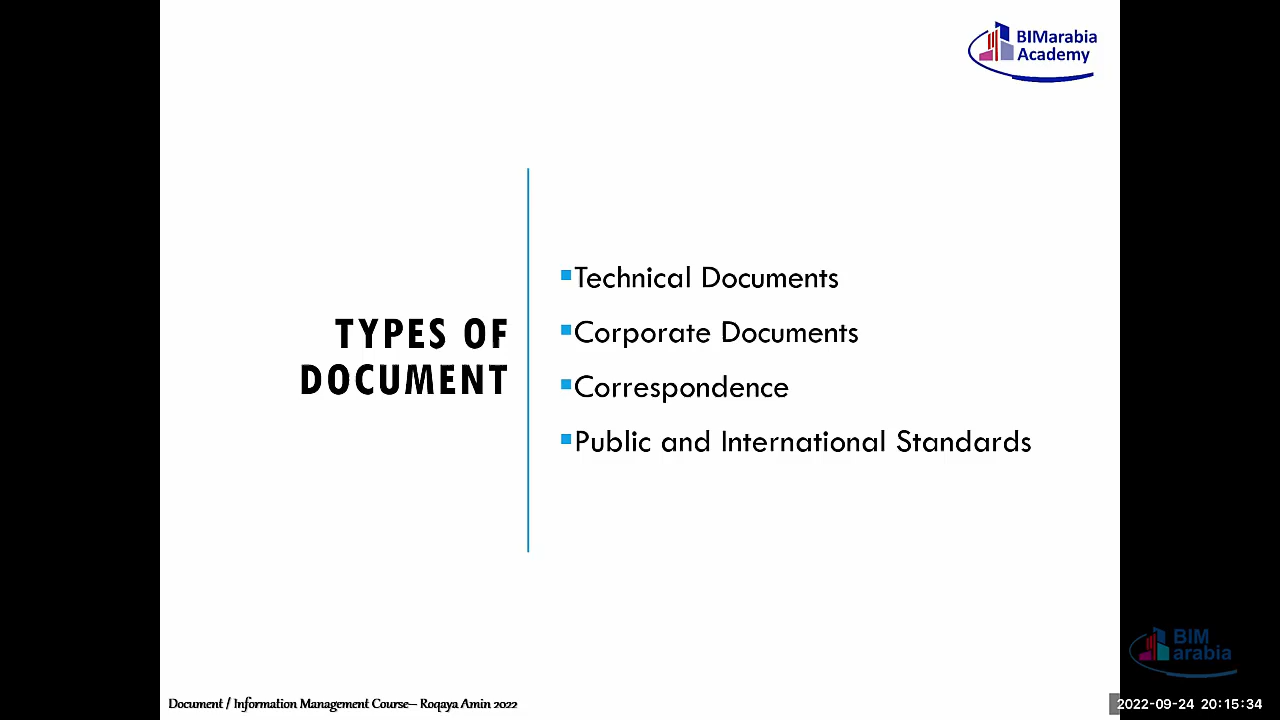 BIMarabia
Academy
TYPES OF
DOCUMENT
Technical Documents
Corporate Documents
Correspondence
Public and International Standards
BIM
arabia
Document / Information Management Course– Roqaya Amin 2022
2022-09-24 20:15:34